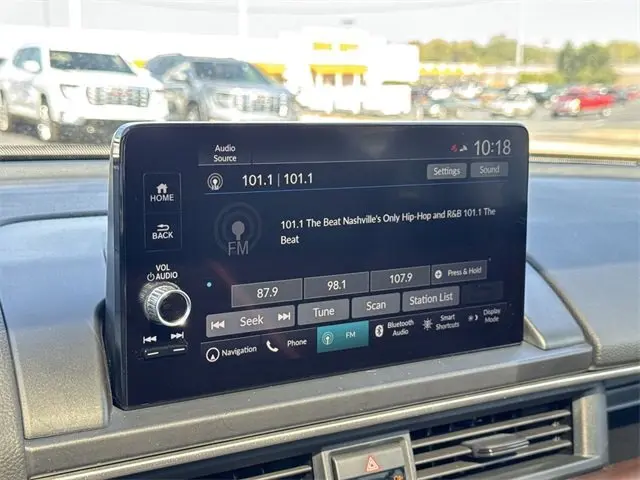 Audio
Source
10:18
101.1 | 101.1
Settings
Sound
HOME
BACK
FM
101.1 The Beat Nashville's Only Hip-Hop and R&B 101.1 The
Beat
VOL
AUDIO
87.9
98.1
107.9
Press & Hold
Seek
Tune
Scan
Station List
Navigation
Phone
FM
Bluetooth
Audio
Smart
Shortcuts
Display
Mode